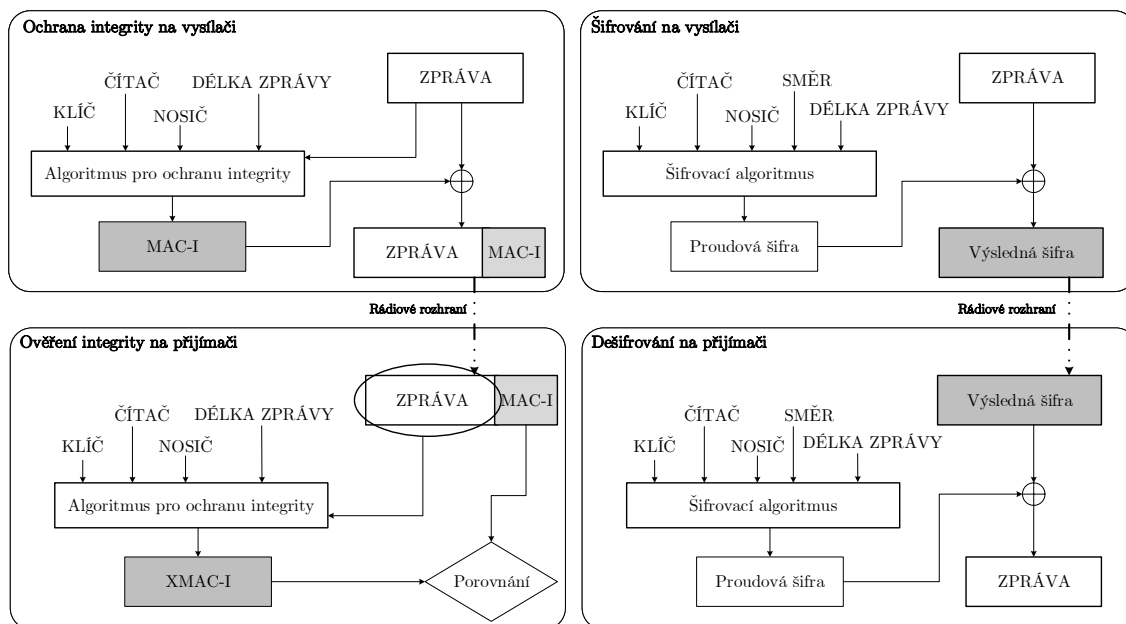 Ochrana integrity na vysílači
ZPRÁVA
ČÍTAČ
DÉLKA ZPRÁVY
KLÍČ
NOSIČ
Algoritmus pro ochranu integrity
MAC-I
ZPRÁVA
MAC-I
Šifrování na vysílači
ZPRÁVA
ČÍTAČ
SMĚR
KLÍČ
NOSIČ
DÉLKA ZPRÁVY
Šifrovací algoritmus
Proudová šifra
Výsledná šifra
Rádiové rozhraní
Rádiové rozhraní
Ověření integrity na přijímači
ZPRÁVA
MAC-I
ČÍTAČ
DÉLKA ZPRÁVY
KLÍČ
NOSIČ
Algoritmus pro ochranu integrity
XMAC-I
Porovnání
Dešifrování na přijímači
Výsledná šifra
ČÍTAČ
SMĚR
KLÍČ
NOSIČ
DÉLKA ZPRÁVY
Šifrovací algoritmus
Proudová šifra
ZPRÁVA